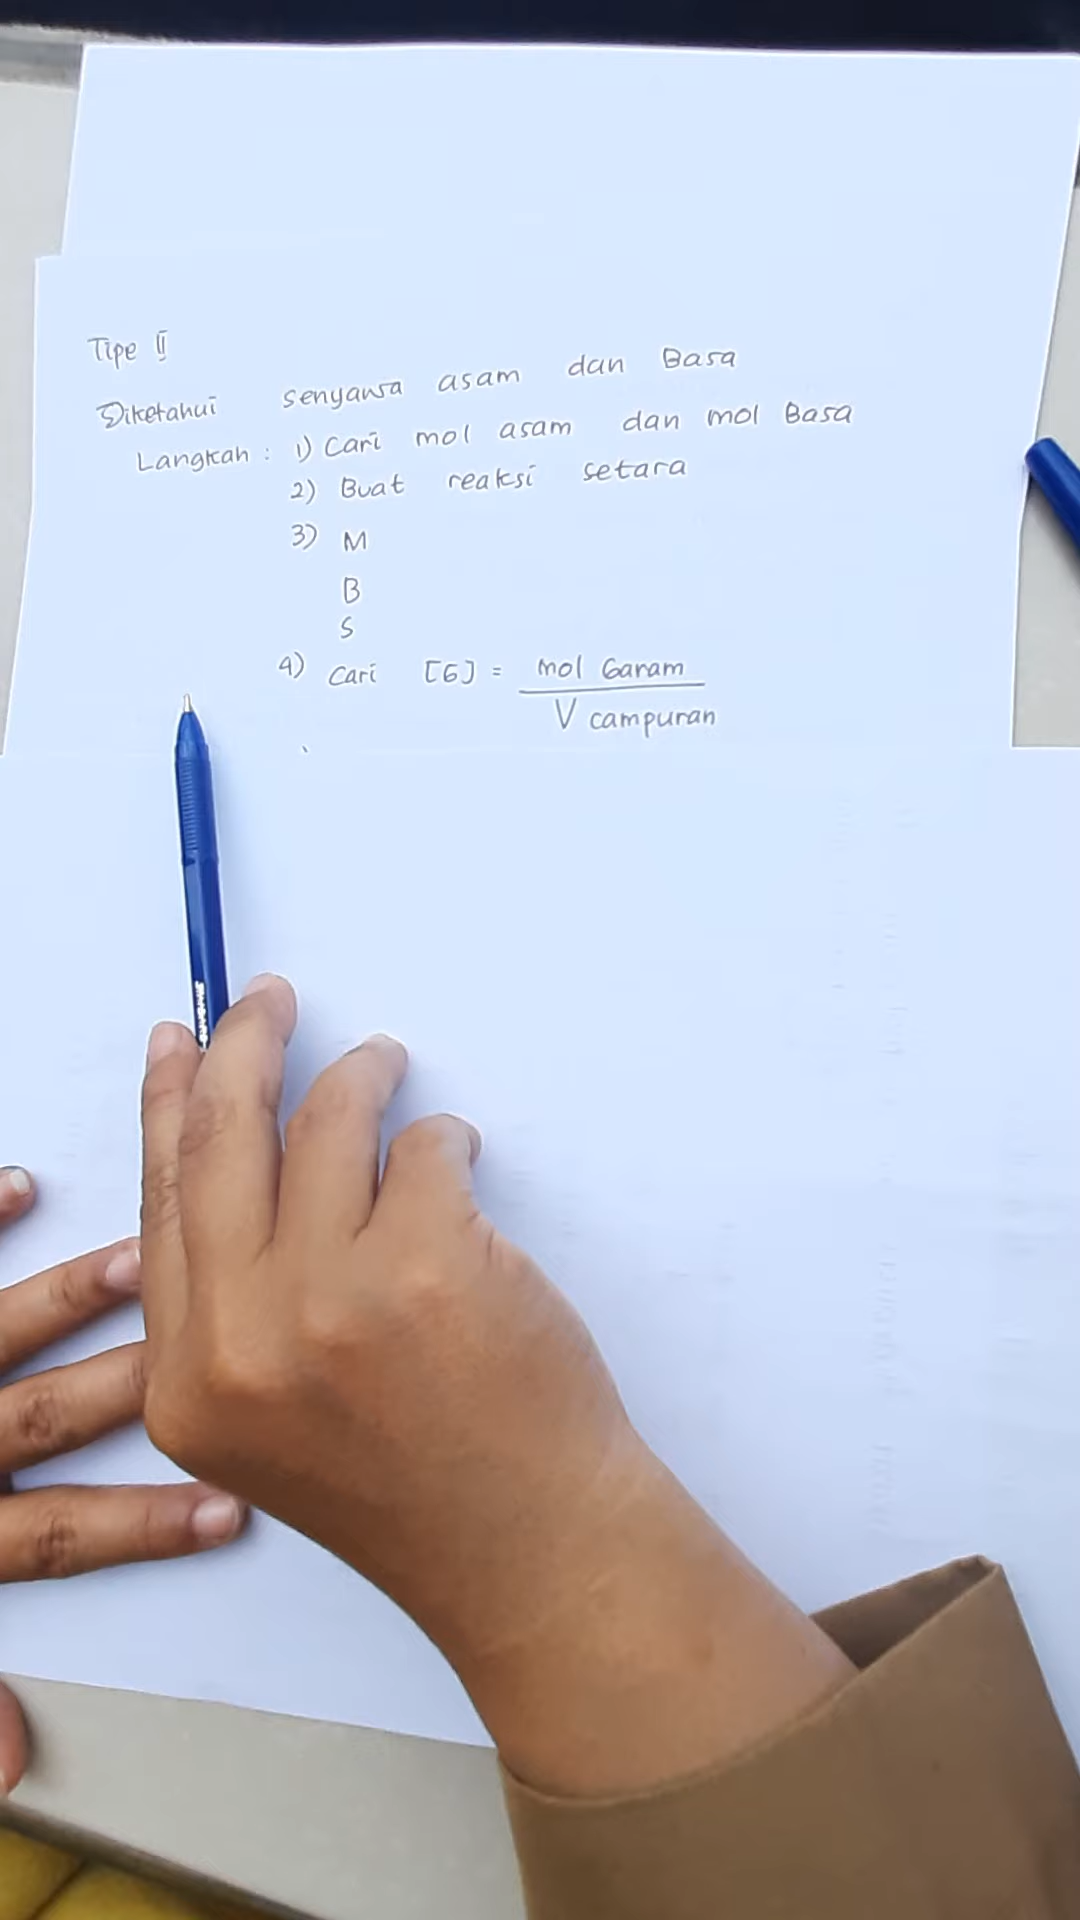 Tipe II
Diketahui senyawa asam dan Basa
Langkah : 1) Cari mol asam dan mol Basa
2) Buat reaksi setara
3) M
B
S
4) Cari [G] = mol Garam
V campuran